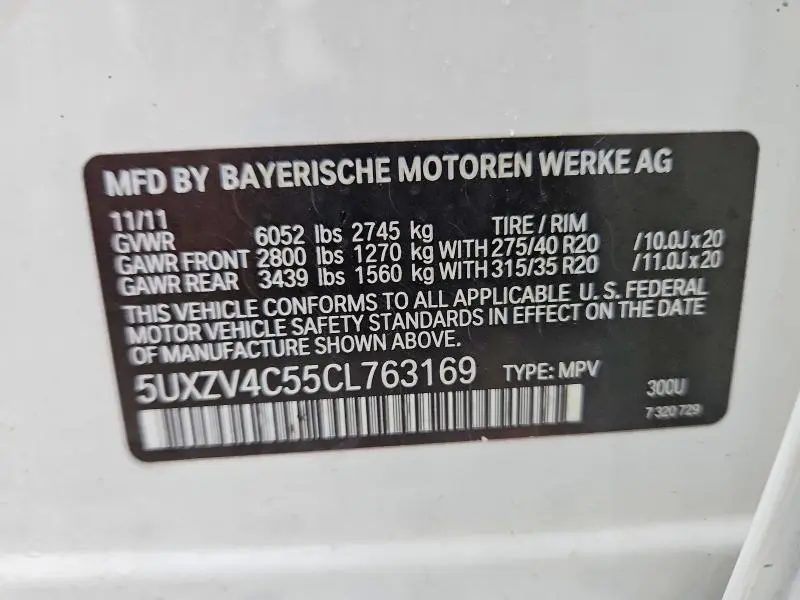 MFD BY BAYERISCHE MOTOREN WERKE AG
11/11 TIRE / RIM
GVWR 6052 lbs 2745 kg
GAWR FRONT 2800 lbs 1270 kg WITH 275/40 R20 /10.0J x 20
GAWR REAR 3439 lbs 1560 kg WITH 315/35 R20 /11.0J x 20
THIS VEHICLE CONFORMS TO ALL APPLICABLE U. S. FEDERAL
MOTOR VEHICLE SAFETY STANDARDS IN EFFECT ON THE DATE
OF MANUFACTURE SHOWN ABOVE.
5UXZV4C55CL763169 TYPE: MPV 300U
7 320 729